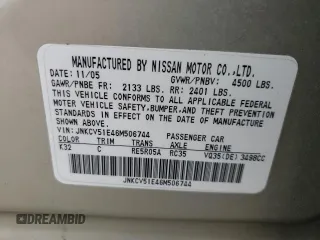 MANUFACTURED BY NISSAN MOTOR CO.,LTD.
DATE 11/05 GVWR/PNBV: 4500 LBS.
GAWR/PNBE FR: 2133 LBS. RR: 2401 LBS.
THIS VEHICLE CONFORMS TO ALL APPLICABLE FEDERAL
MOTOR VEHICLE SAFETY,BUMPER,AND THEFT PREVENTION
STANDARDS IN EFFECT ON THE DATE OF
MANUFACTURE SHOWN ABOVE.
VIN:JNKCV51E46M506744 PASSENGER CAR
COLOR TRIM TRANS AXLE ENGINE
K32 C RE5R05A RC35 VQ35(DE) 3498CC
JNKCV51E46M506744